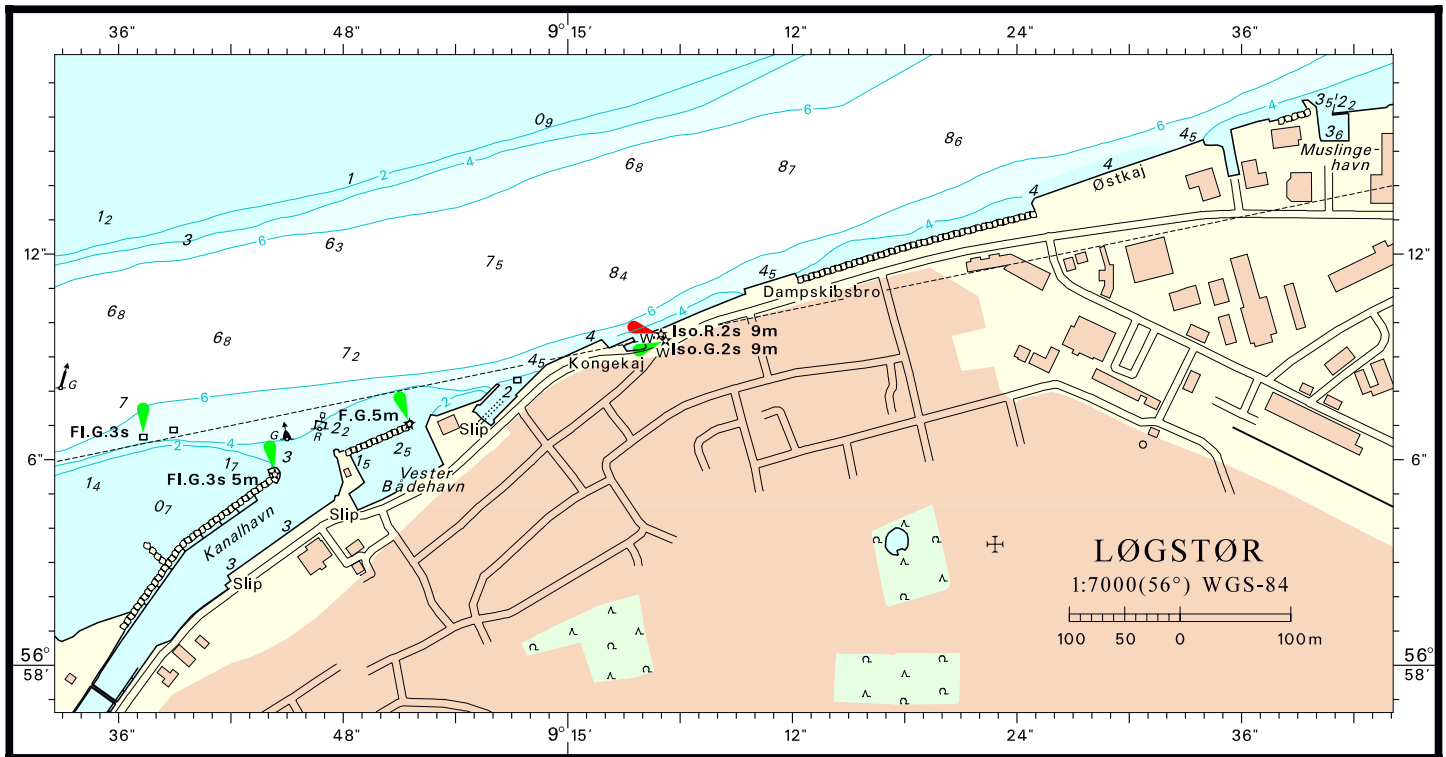 36" 48" 9° 15' 12" 24" 36"
3₅ 2₂
0₉
4 6 4₅ 3₆
8₆
6₈ 8₇
Muslinge-
havn
2 4 6
1 4
Østkaj
4
1₂
4
3 6 6₃
12" 12"
7₅ 8₄ 4₅
Dampskibsbro
6₈ 6 4
6₈ 4 W Iso.R.2s 9m
7₂ W Iso.G.2s 9m
4₅ Kongekaj
G
7 6 2 2
F.G.5m
Fl.G.3s
2 4 G R 2₂
Slip
3 2₅
6" 1₇ 1₅ 6"
1₄ Fl.G.3s 5m
Vester
Bådehavn
0₇
Slip
3
Kanalhavn
LØGSTØR
3
Slip
1:7000(56°) WGS-84
100 50 0 100m
56° 56°
58' 58'
36" 48" 9° 15' 12" 24" 36"